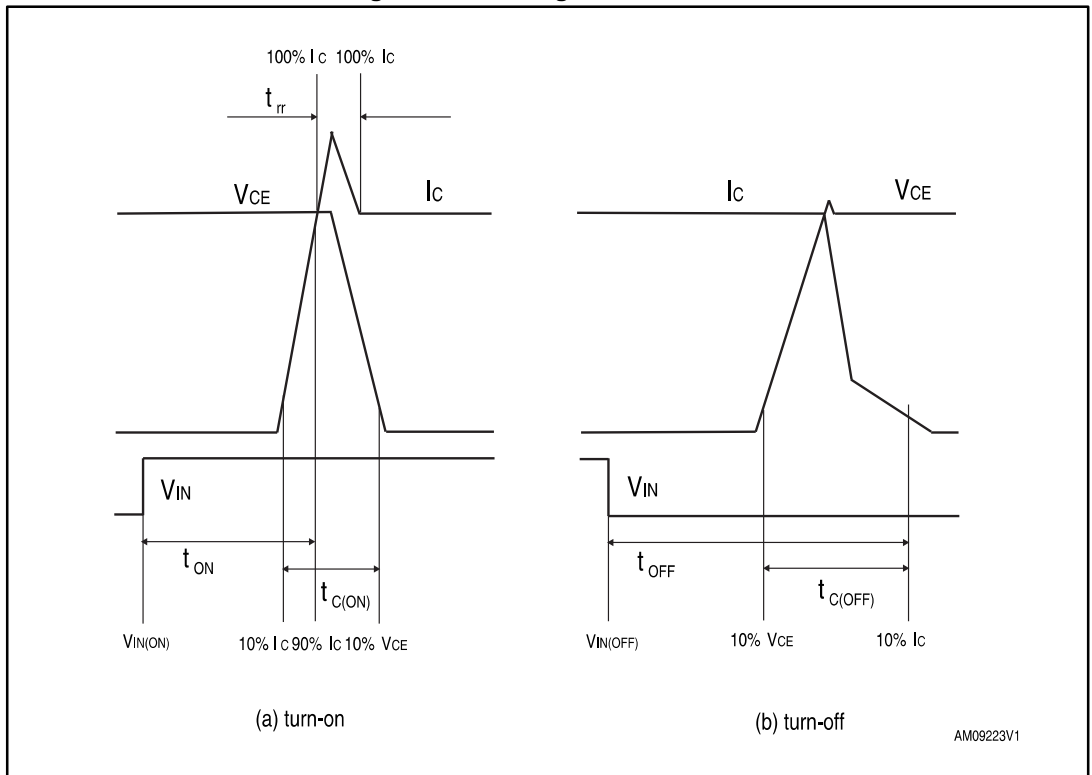 100% IC 100% IC
trr
VCE
IC
VIN
tON
tC(ON)
VIN(ON)
10% IC 90% IC 10% VCE
(a) turn-on
IC
VCE
VIN
tOFF
tC(OFF)
VIN(OFF)
10% VCE
10% IC
(b) turn-off
AM09223V1